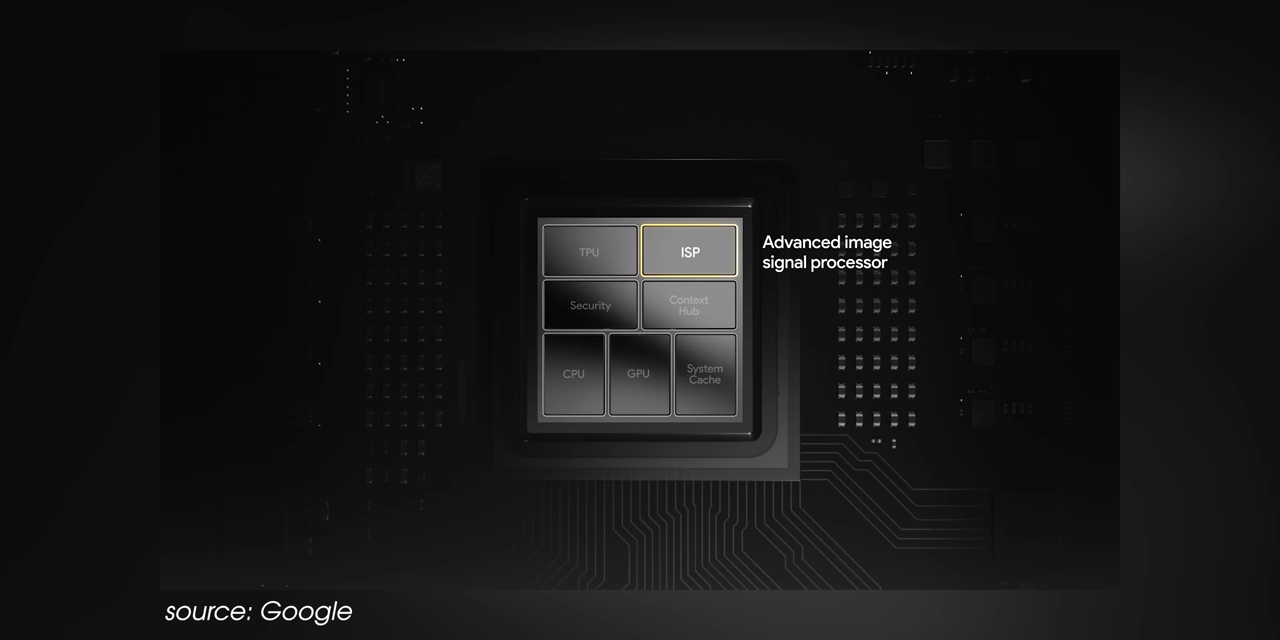 TPU
ISP
Advanced image
signal processor
Security
Context
Hub
CPU
GPU
System
Cache
source: Google